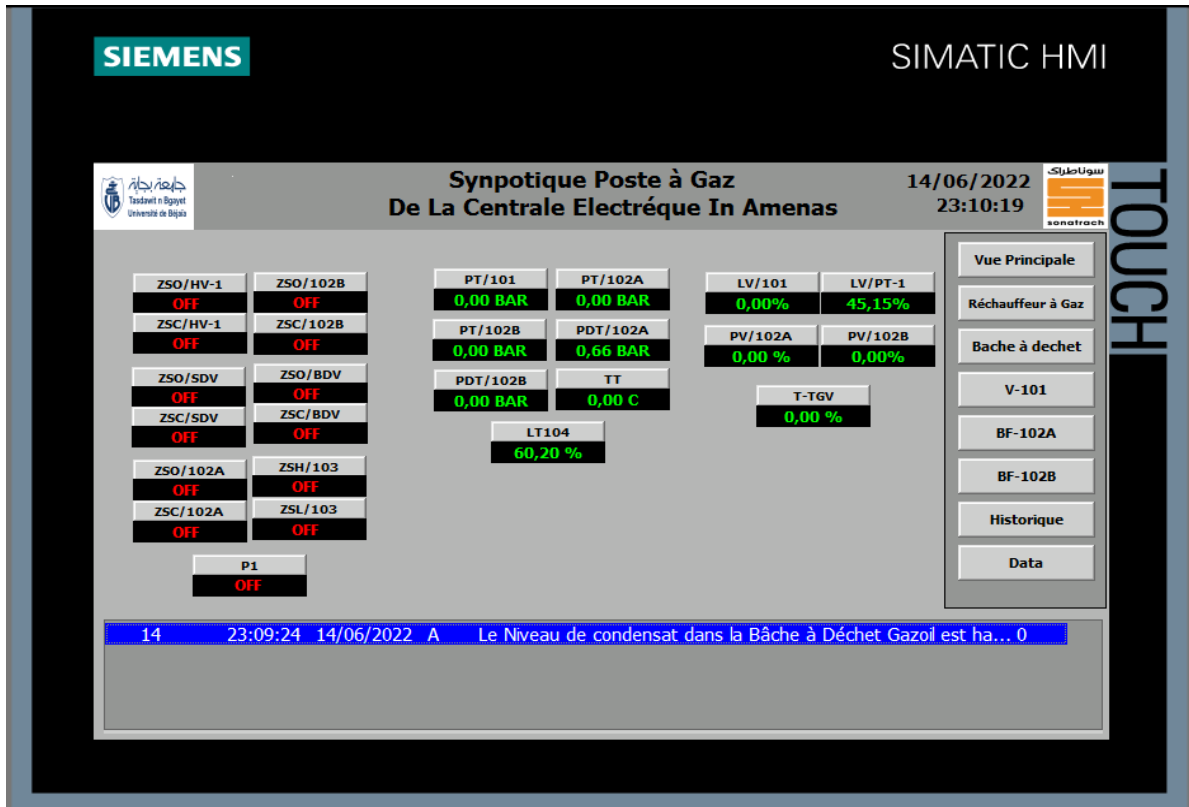 SIEMENS
SIMATIC HMI
TOUCH
جامعة بجاية
Tasdawit n Bgayet
Université de Béjaïa
Synpotique Poste à Gaz
De La Centrale Electréque In Amenas
14/06/2022
23:10:19
سوناطراك
sonatrach
ZSO/HV-1 ZSO/102B
OFF OFF
ZSC/HV-1 ZSC/102B
OFF OFF
ZSO/SDV ZSO/BDV
OFF OFF
ZSC/SDV ZSC/BDV
OFF OFF
ZSO/102A ZSH/103
OFF OFF
ZSC/102A ZSL/103
OFF OFF
P1
OFF
PT/101 PT/102A
0,00 BAR 0,00 BAR
PT/102B PDT/102A
0,00 BAR 0,66 BAR
PDT/102B TT
0,00 BAR 0,00 C
LT104
60,20 %
LV/101 LV/PT-1
0,00% 45,15%
PV/102A PV/102B
0,00 % 0,00%
T-TGV
0,00 %
Vue Principale
Réchauffeur à Gaz
Bache à dechet
V-101
BF-102A
BF-102B
Historique
Data
14 23:09:24 14/06/2022 A Le Niveau de condensat dans la Bâche à Déchet Gazoil est ha... 0